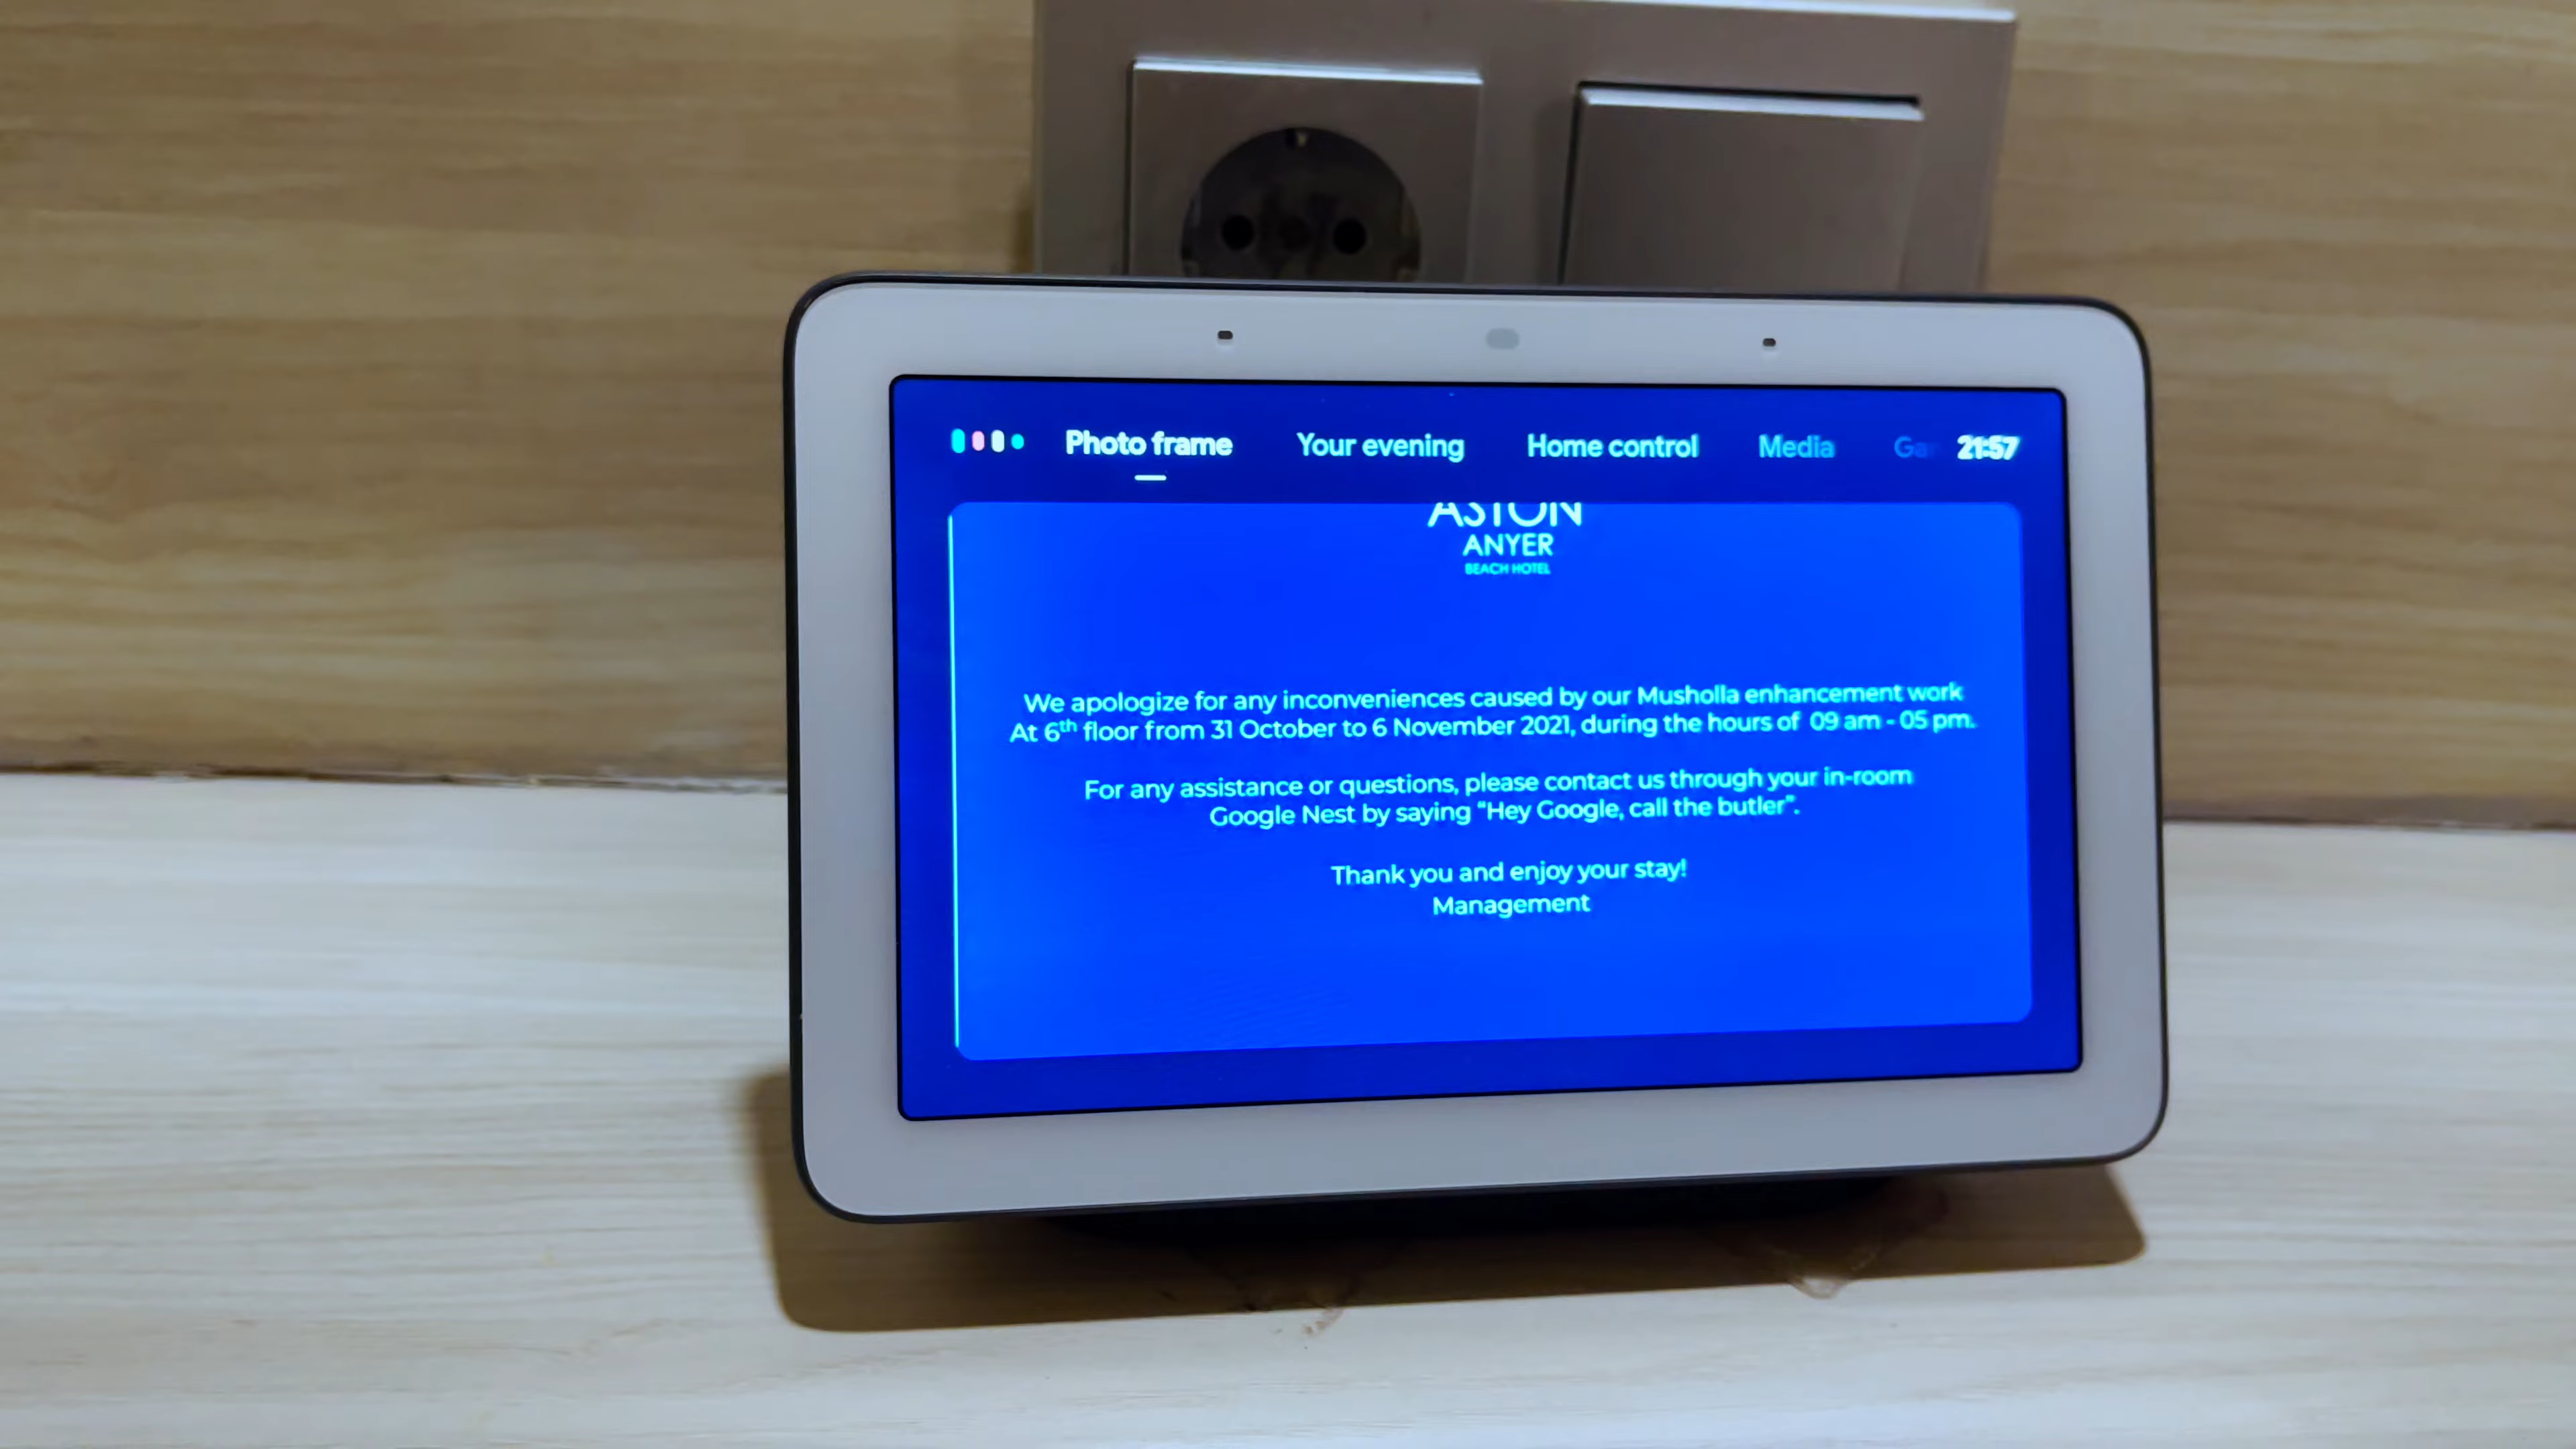 Photo frame Your evening Home control Media 21:57
ASTON
ANYER
BEACH HOTEL
We apologize for any inconveniences caused by our Musholla enhancement work
At 6th floor from 31 October to 6 November 2021, during the hours of 09 am - 05 pm.
For any assistance or questions, please contact us through your in-room
Google Nest by saying “Hey Google, call the butler”.
Thank you and enjoy your stay!
Management